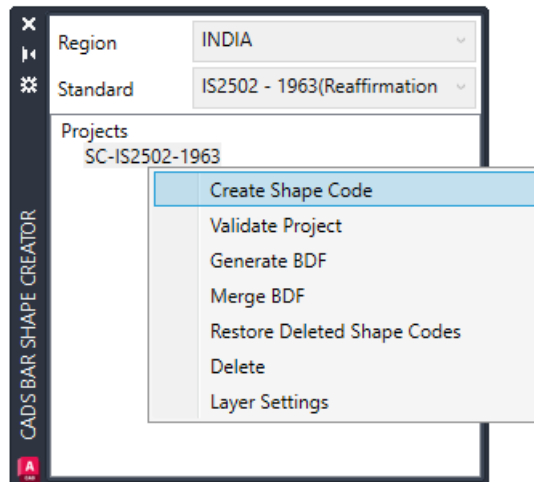 Region INDIA
Standard IS2502 - 1963(Reaffirmation
Projects
SC-IS2502-1963
Create Shape Code
Validate Project
Generate BDF
Merge BDF
Restore Deleted Shape Codes
Delete
Layer Settings
CADS BAR SHAPE CREATOR
A
CAD